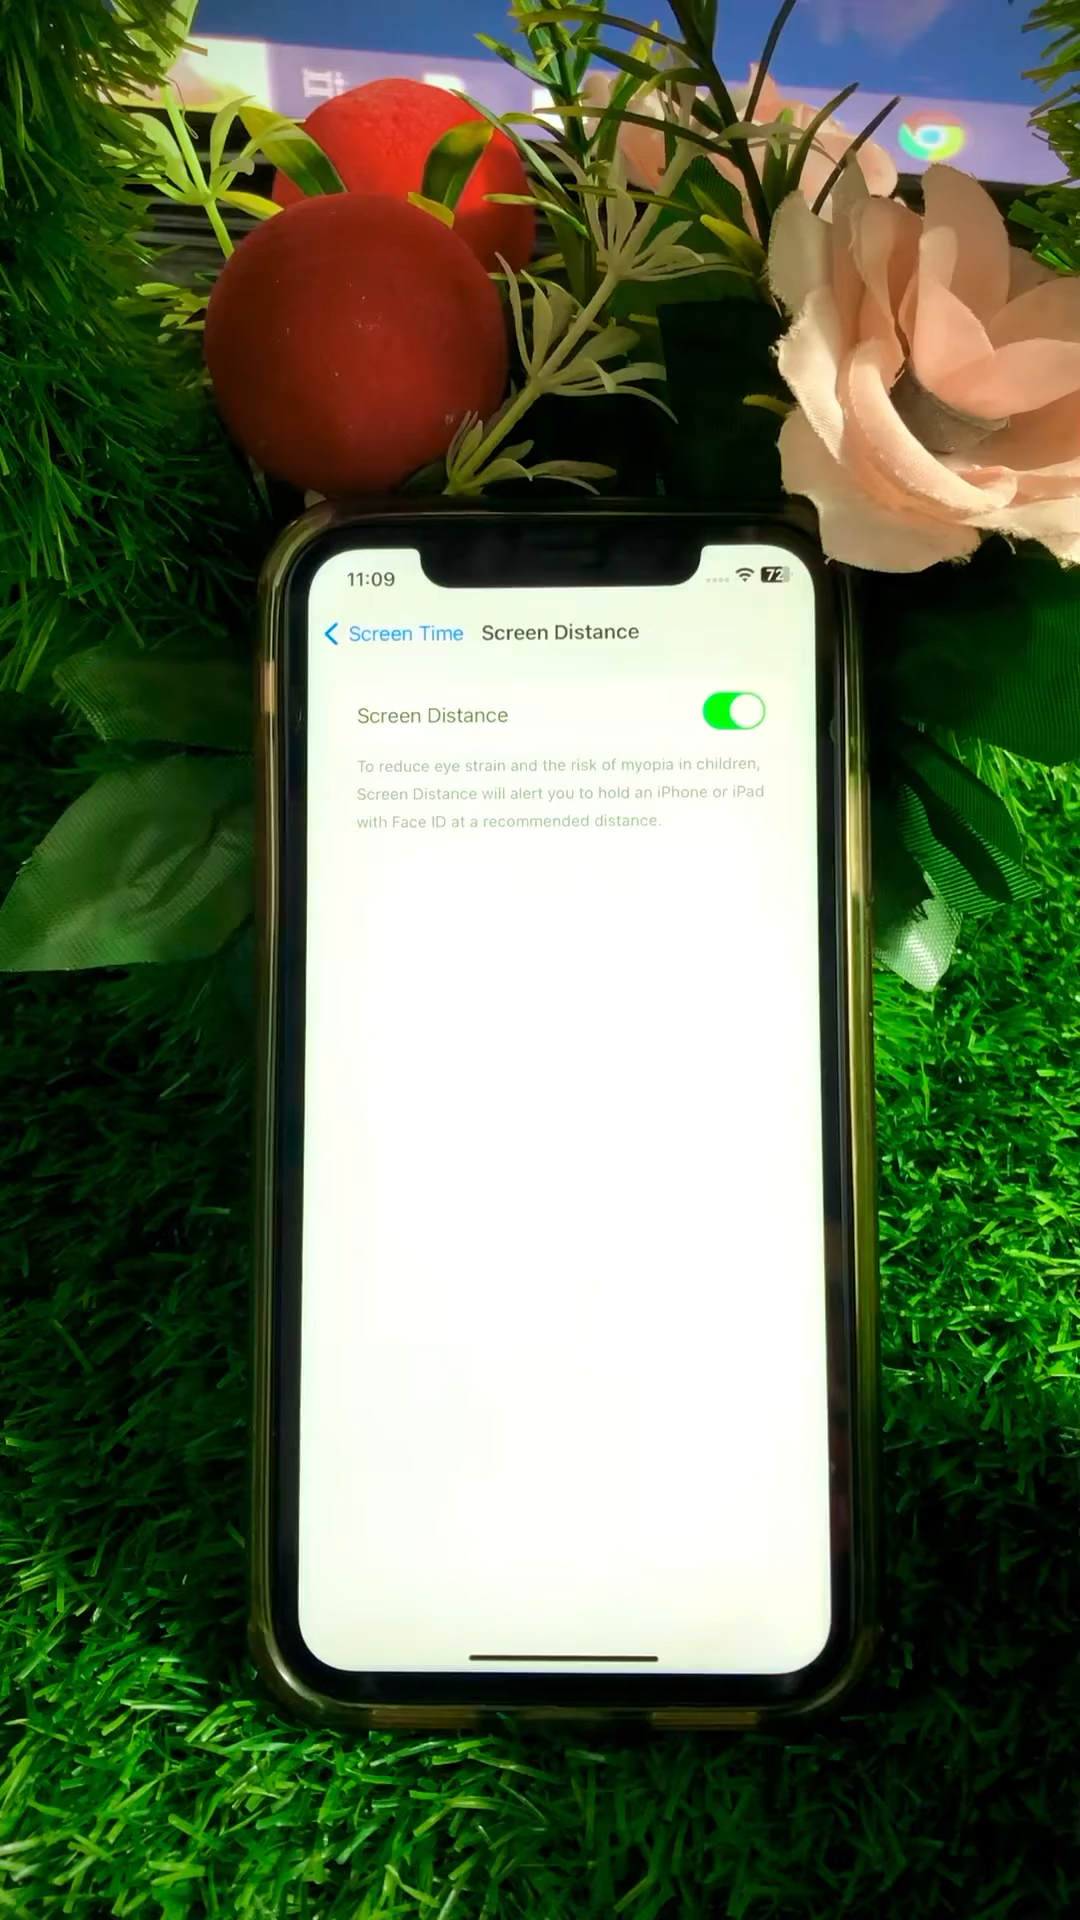 11:09
72
Screen Time Screen Distance
Screen Distance
To reduce eye strain and the risk of myopia in children,
Screen Distance will alert you to hold an iPhone or iPad
with Face ID at a recommended distance.